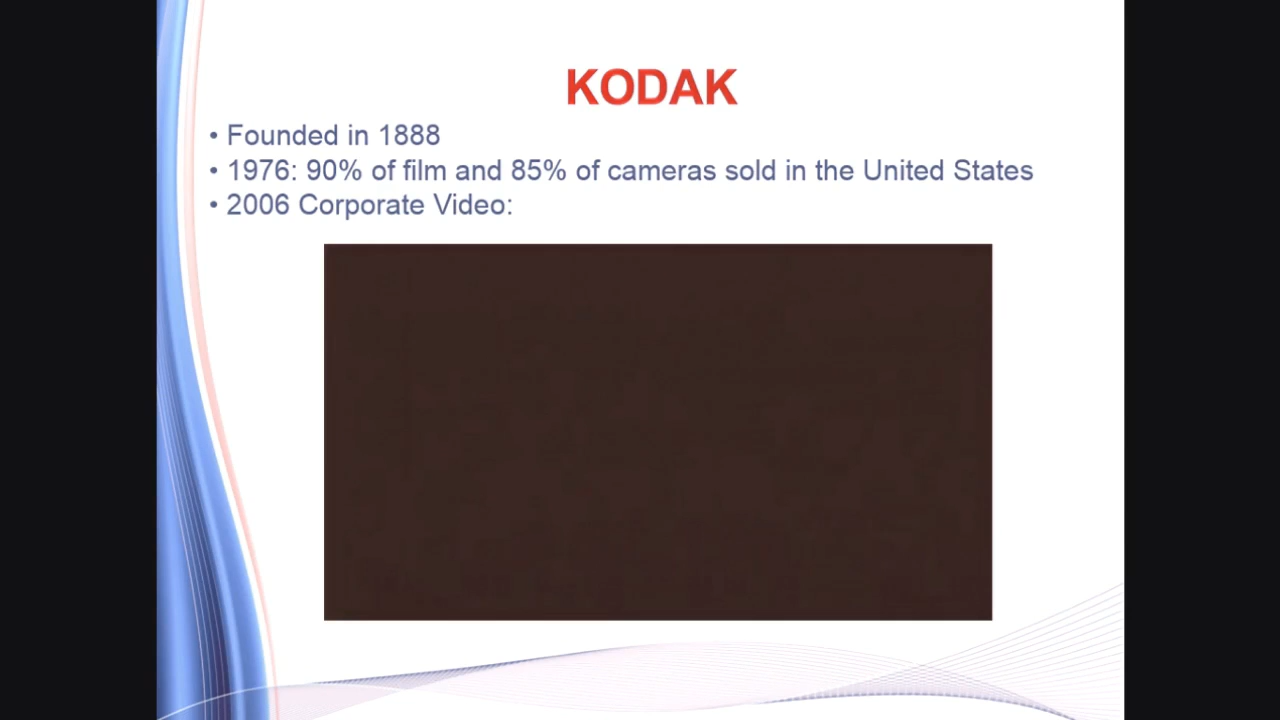 KODAK
• Founded in 1888
• 1976: 90% of film and 85% of cameras sold in the United States
• 2006 Corporate Video: